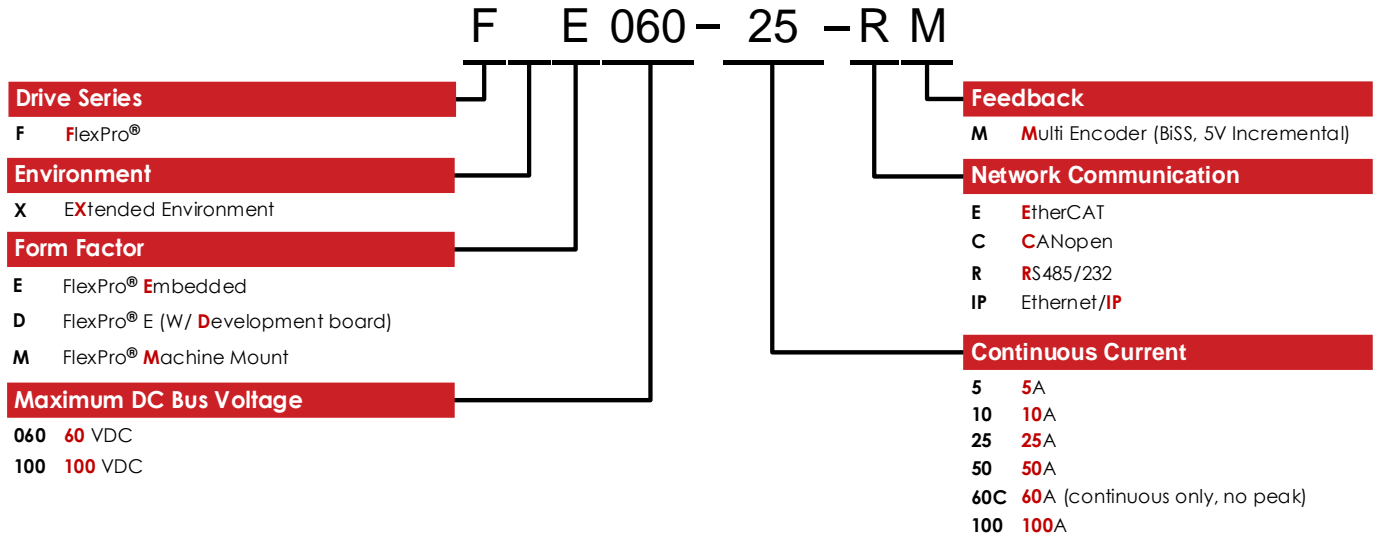 F E 060 – 25 – R M
Drive Series
F FlexPro®
Environment
X EXtended Environment
Form Factor
E FlexPro® Embedded
D FlexPro® E (W/ Development board)
M FlexPro® Machine Mount
Maximum DC Bus Voltage
060 60 VDC
100 100 VDC
Feedback
M Multi Encoder (BiSS, 5V Incremental)
Network Communication
E EtherCAT
C CANopen
R RS485/232
IP Ethernet/IP
Continuous Current
5 5A
10 10A
25 25A
50 50A
60C 60A (continuous only, no peak)
100 100A